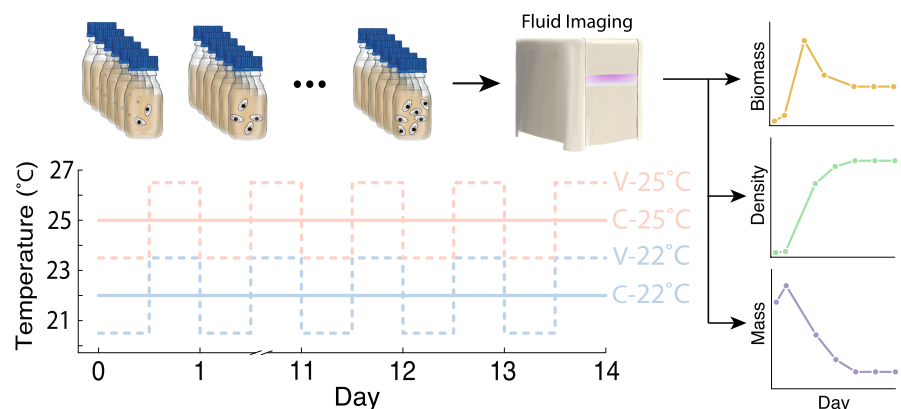 Fluid Imaging
Biomass
Density
Mass
Day
Temperature (˚C)
27
25
23
21
V-25˚C
C-25˚C
V-22˚C
C-22˚C
0
1
11
12
13
14
Day